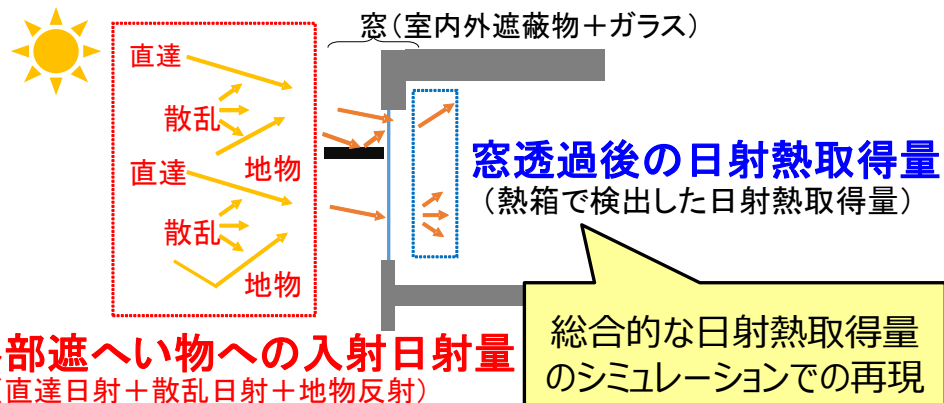 窓(室内外遮蔽物+ガラス)
直達
散乱
地物
直達
散乱
地物
窓透過後の日射熱取得量
(熱箱で検出した日射熱取得量)
部遮へい物への入射日射量
(直達日射+散乱日射+地物反射)
総合的な日射熱取得量
のシミュレーションでの再現